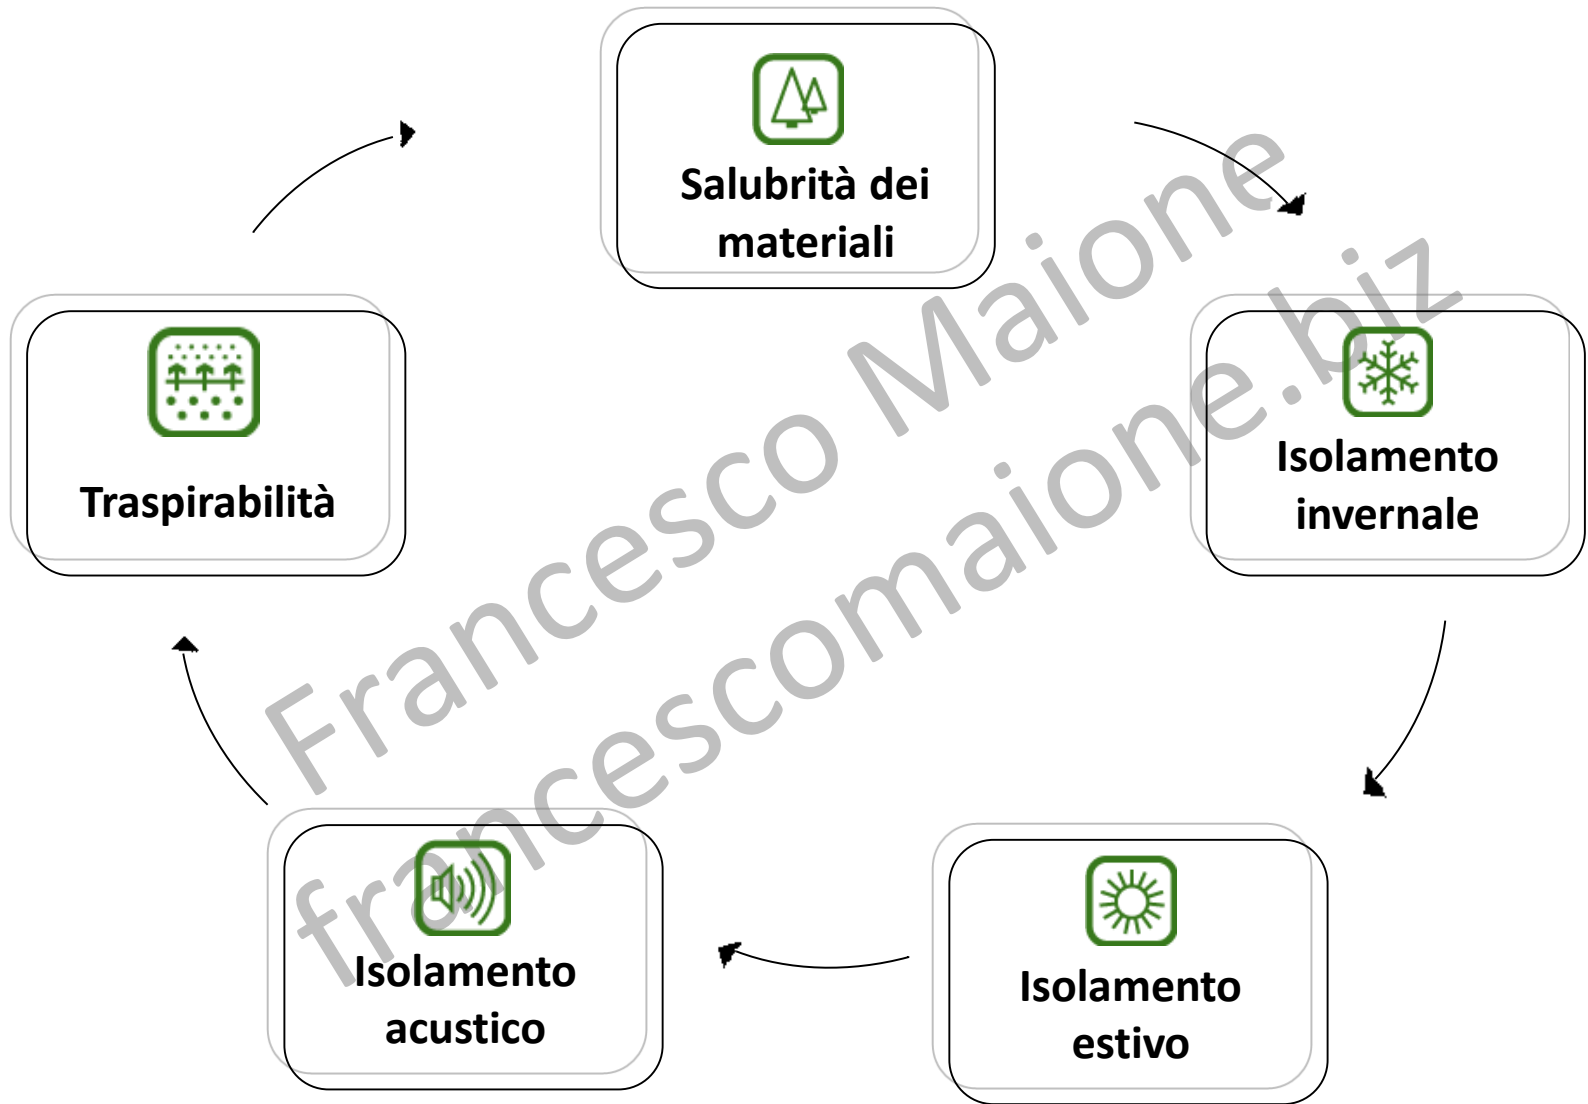 Salubrità dei
materiali
Isolamento
invernale
Isolamento
estivo
Isolamento
acustico
Traspirabilità
Francesco Maione
francescomaione.biz